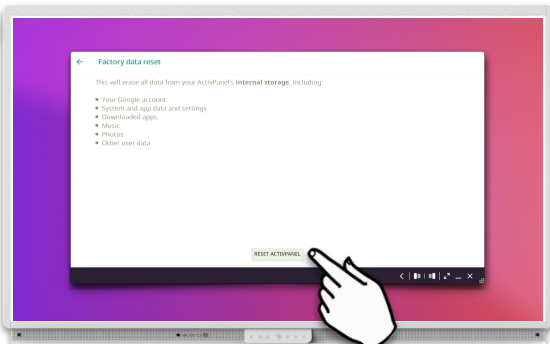 Factory data reset
This will erase all data from your ActivPanel's internal storage, including:
Your Google account
System and app data and settings
Downloaded apps
Music
Photos
Other user data
RESET ACTIVPANEL